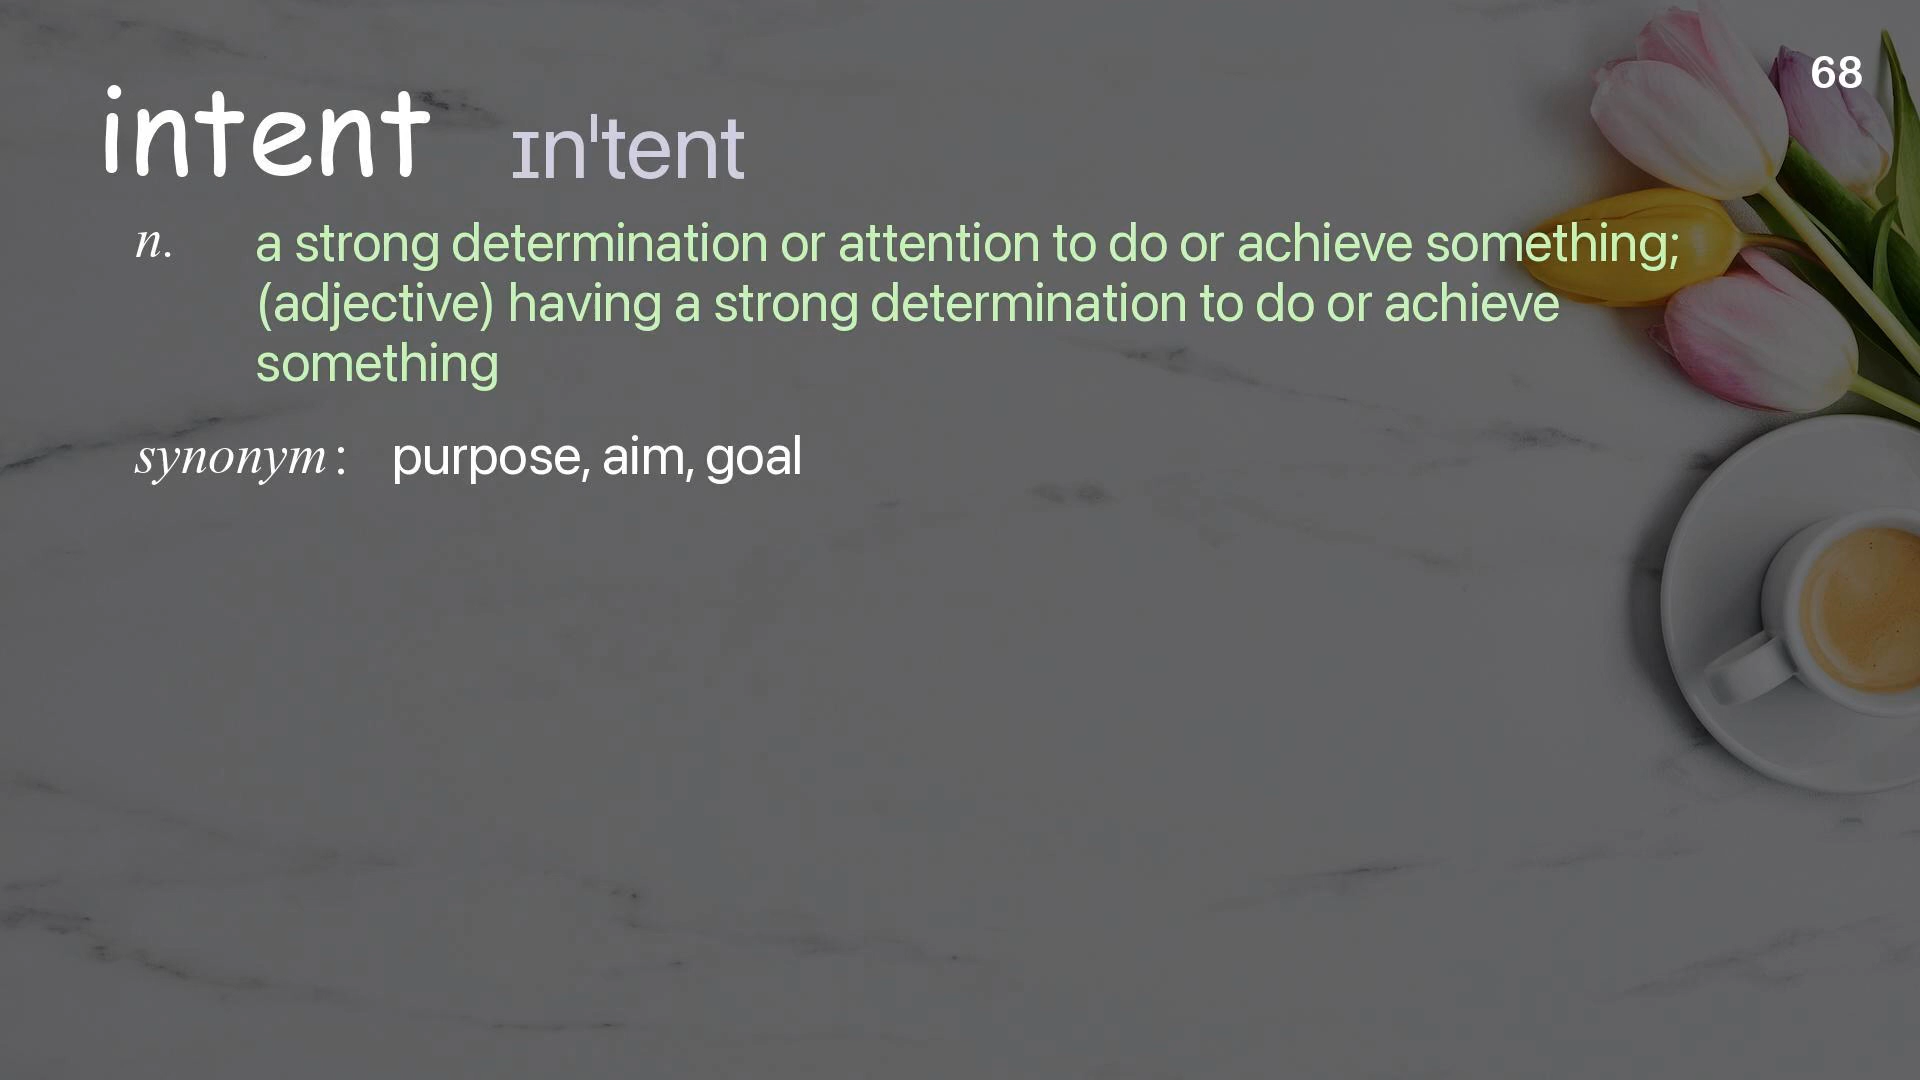 68
intent ɪnˈtent
n. a strong determination or attention to do or achieve something;
(adjective) having a strong determination to do or achieve
something
synonym : purpose, aim, goal